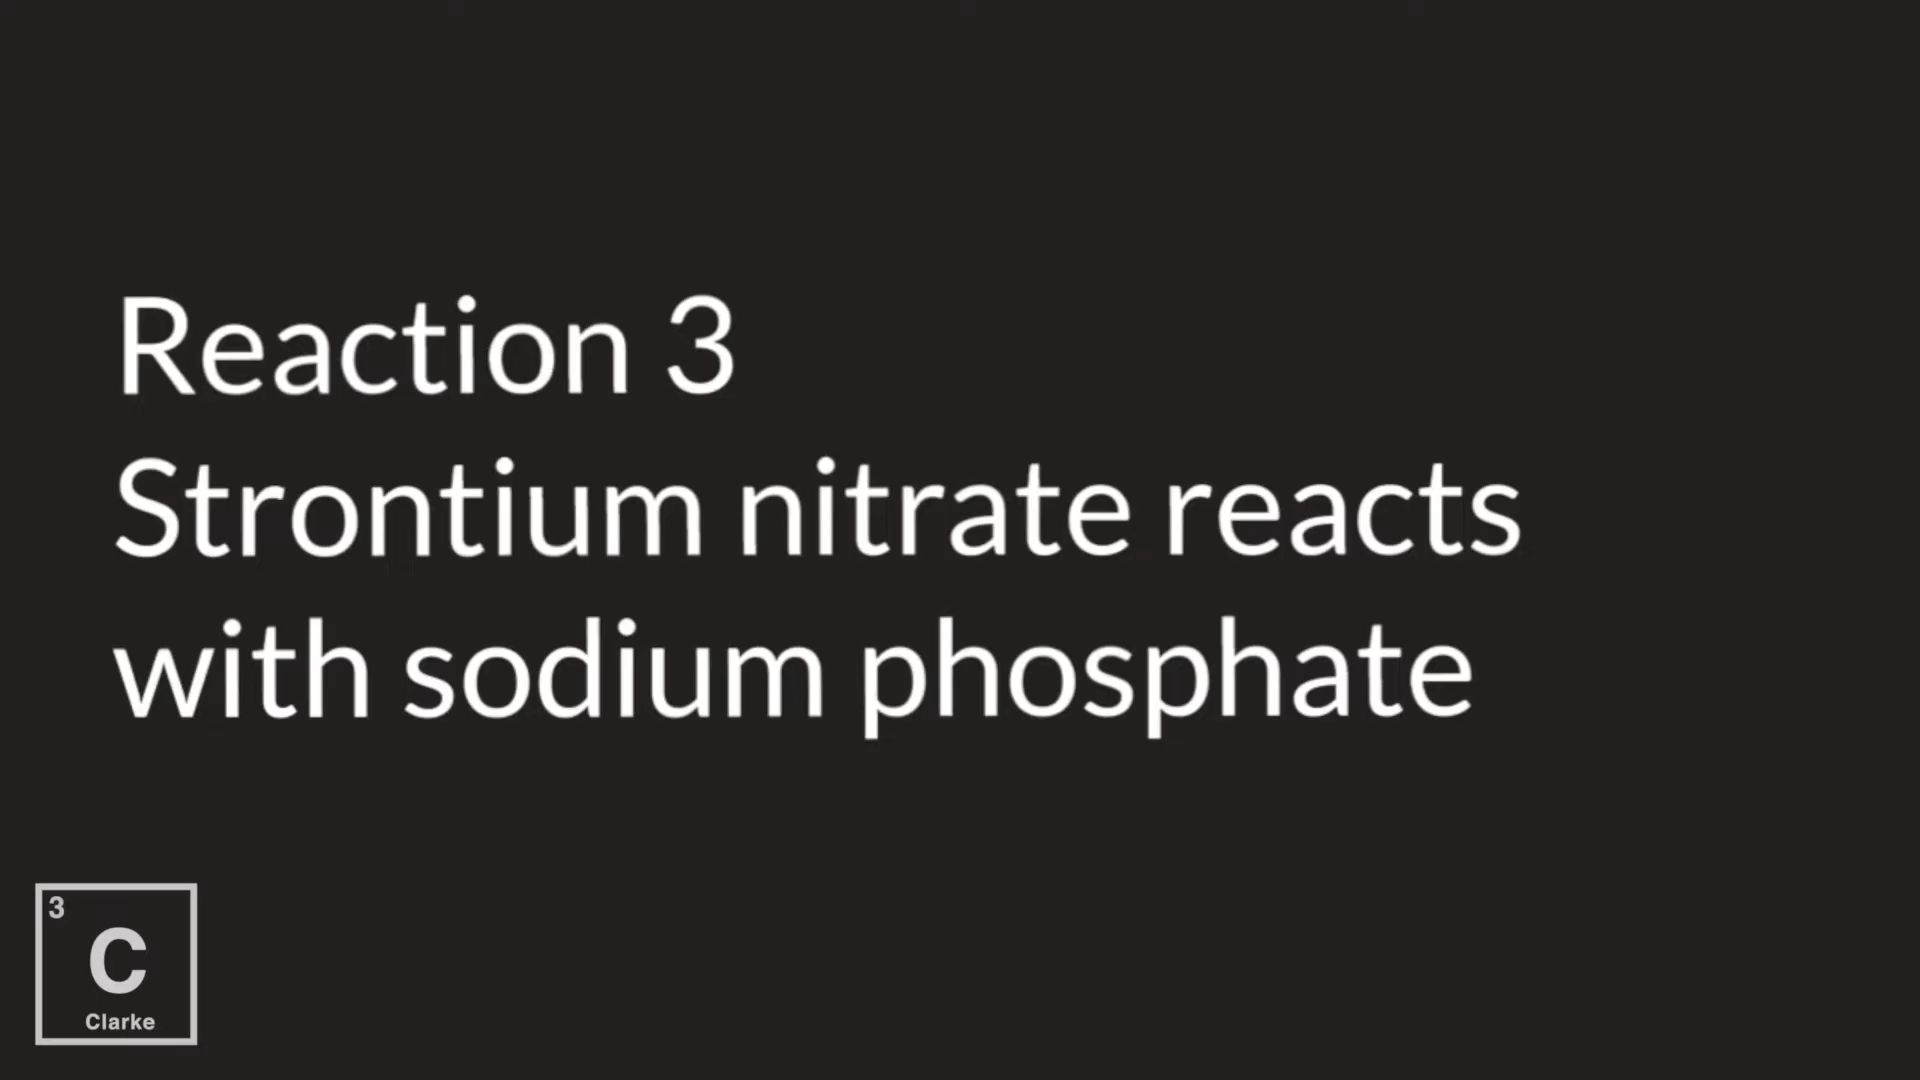 Reaction 3
Strontium nitrate reacts
with sodium phosphate
3
C
Clarke